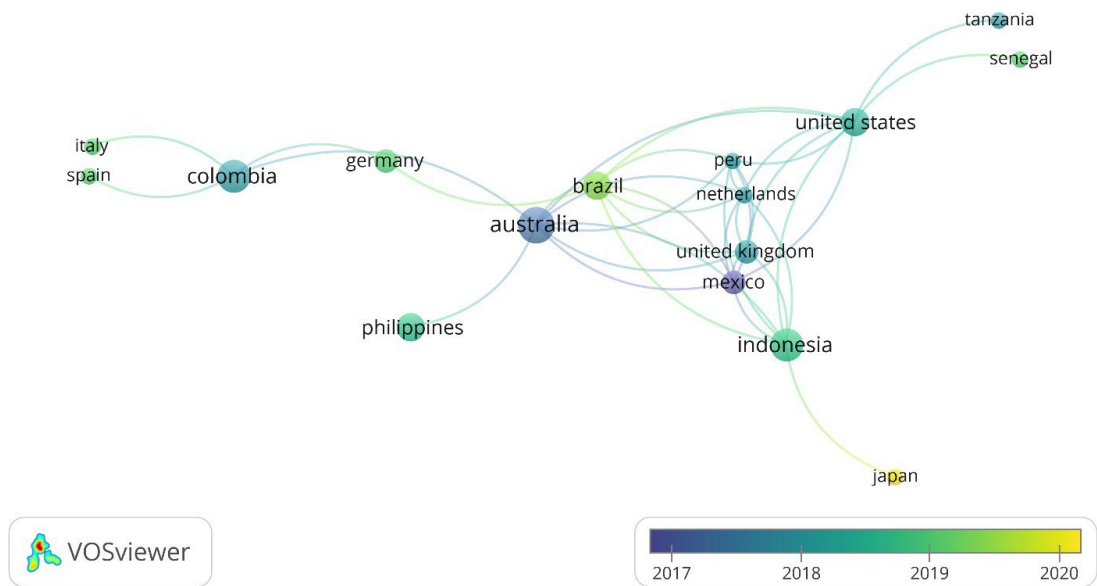 tanzania
senegal
united states
italy
germany
peru
spain
colombia
brazil
netherlands
australia
united kingdom
mexico
philippines
indonesia
japan
VOSviewer
2017 2018 2019 2020